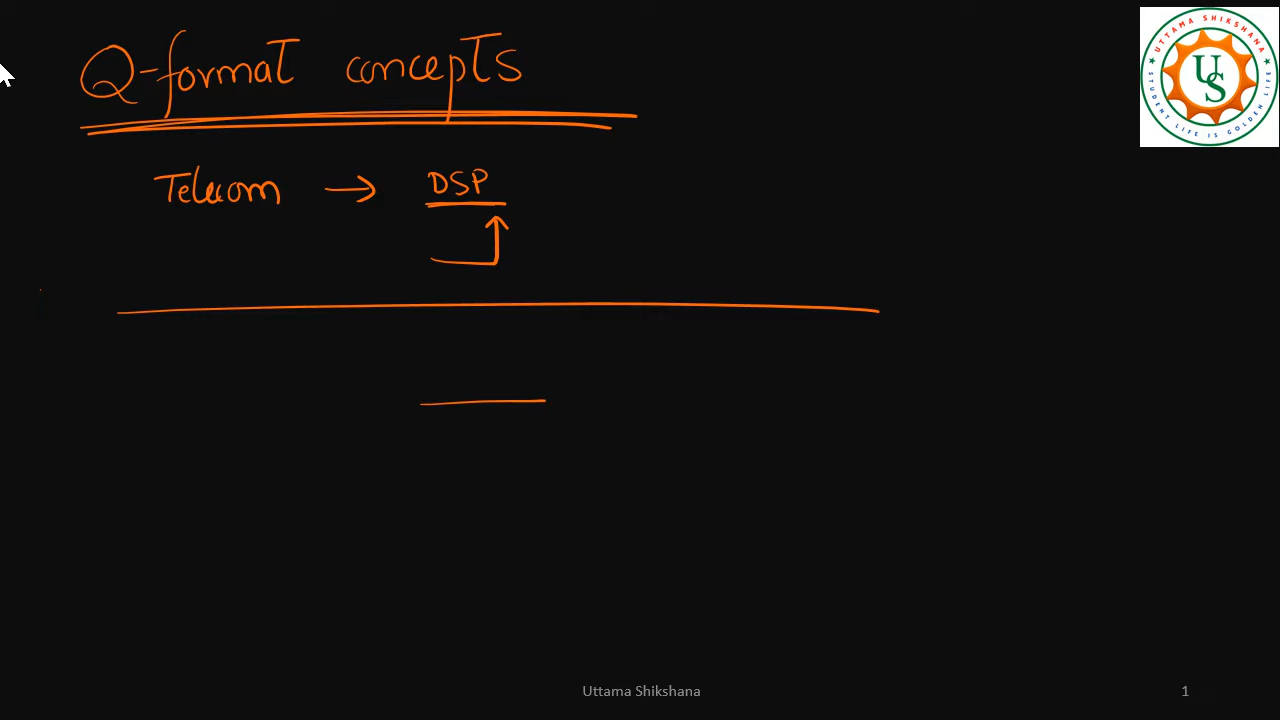 Q-format concepts
Telecom → DSP
UTTAMA SHIKSHANA
US
STUDENT LIFE IS GOLDEN LIFE
Uttama Shikshana
1